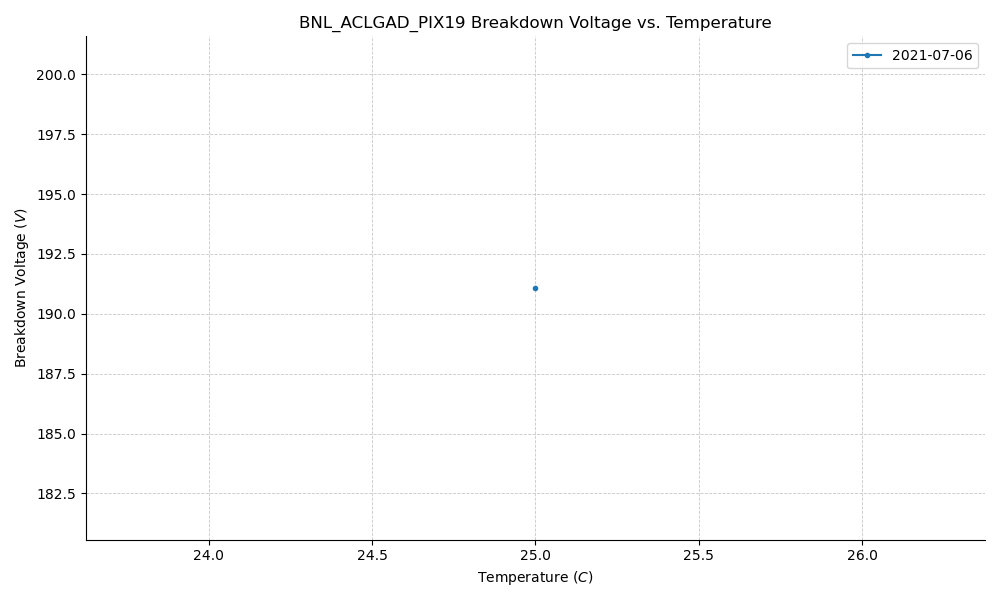 BNL_ACLGAD_PIX19 Breakdown Voltage vs. Temperature
2021-07-06
200.0
197.5
195.0
192.5
190.0
187.5
185.0
182.5
Breakdown Voltage (V)
24.0 24.5 25.0 25.5 26.0
Temperature (C)